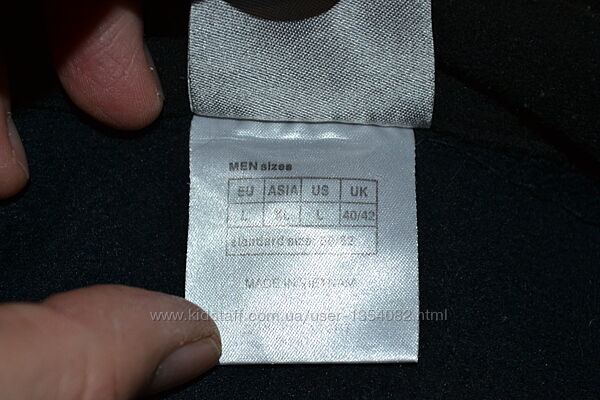 MEN sizes
EU ASIA US UK
L XL L 40/42
standard size: 50/52
MADE IN VIETNAM
www.kidstaff.com.ua/user-1354082.html